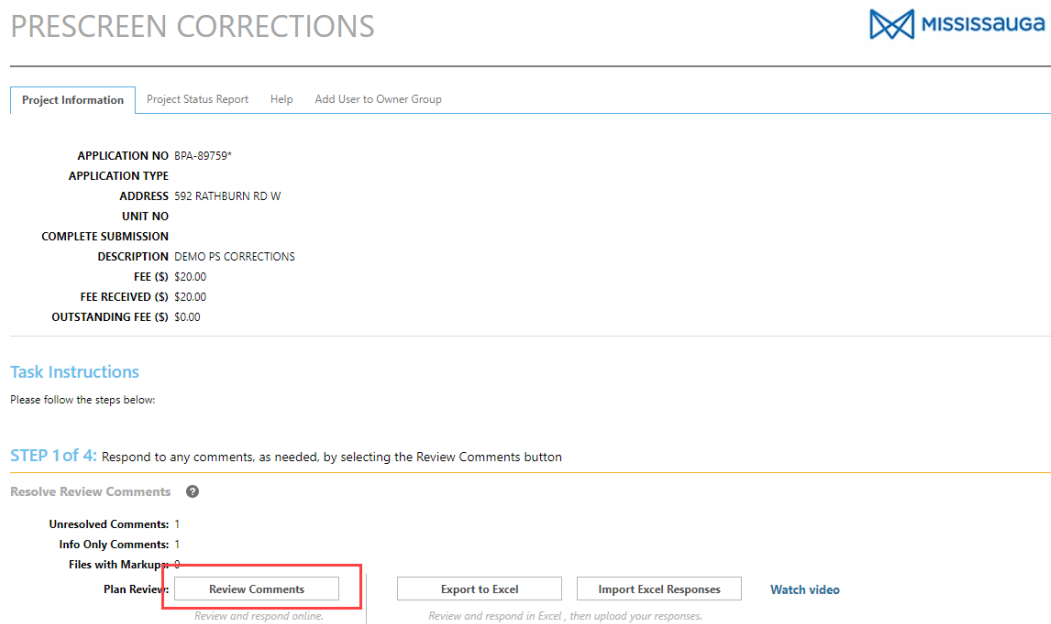 PRESCREEN CORRECTIONS
MISSISSAUGA
Project Information Project Status Report Help Add User to Owner Group
APPLICATION NO BPA-89759*
APPLICATION TYPE
ADDRESS 592 RATHBURN RD W
UNIT NO
COMPLETE SUBMISSION
DESCRIPTION DEMO PS CORRECTIONS
FEE ($) $20.00
FEE RECEIVED ($) $20.00
OUTSTANDING FEE ($) $0.00
Task Instructions
Please follow the steps below:
STEP 1 of 4: Respond to any comments, as needed, by selecting the Review Comments button
Resolve Review Comments ?
Unresolved Comments: 1
Info Only Comments: 1
Files with Markups: 0
Plan Review: Review Comments Export to Excel Import Excel Responses Watch video
Review and respond online. Review and respond in Excel , then upload your responses.